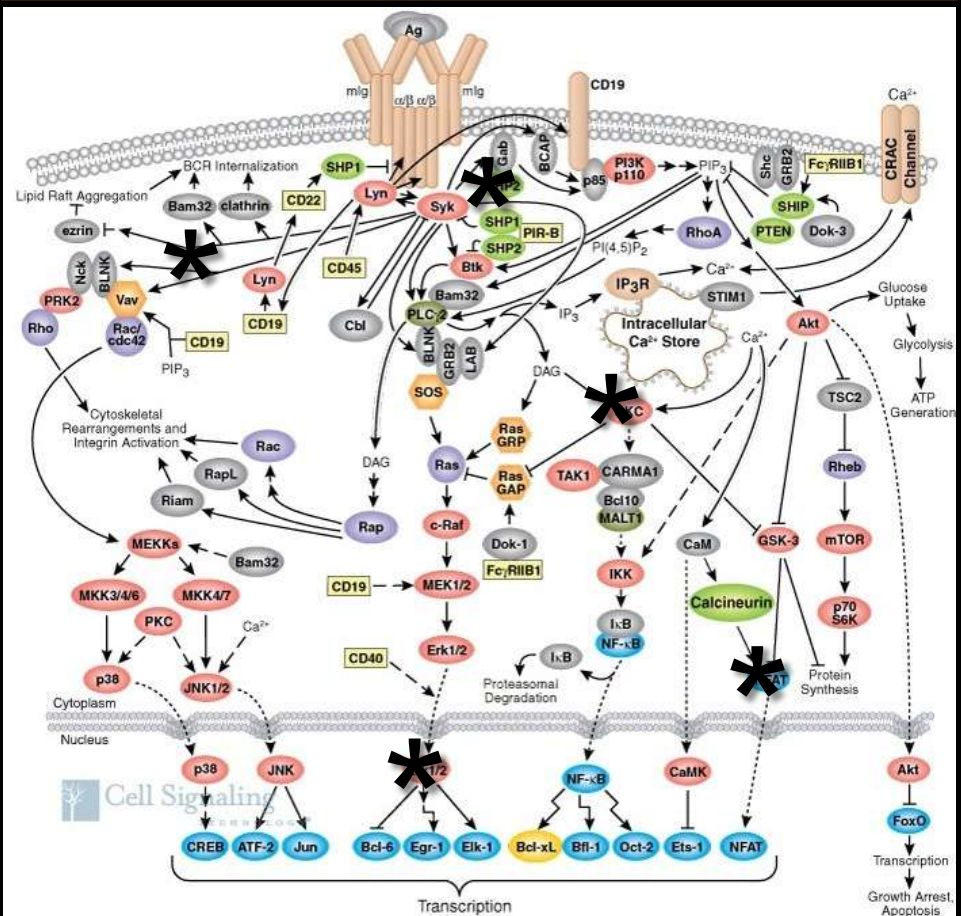 Ag
mIg
α/β α/β
mIg
CD19
Ca²⁺
CRAC
Channel
BCR Internalization
SHP1
Gab
BCAP
p85
PI3K
p110
PIP₃
Shc
GRB2
FcγRIIB1
Lipid Raft Aggregation
Bam32
clathrin
CD22
Lyn
Syk
SHP1
PIR-B
SHP2
SHIP
PTEN
Dok-3
ezrin
RhoA
PI(4,5)P₂
Nck
BLNK
Lyn
CD45
Btk
Bam32
IP₃R
Ca²⁺
STIM1
PRK2
Vav
Rho
Rac/
cdc42
CD19
CD19
PIP₃
Cbl
PLCγ2
IP₃
Intracellular
Ca²⁺ Store
Ca²⁺
Akt
Glucose
Uptake
Glycolysis
ATP
Generation
BLNK
GRB2
LAB
SOS
DAG
TSC2
Cytoskeletal
Rearrangements and
Integrin Activation
Rac
RapL
Riam
DAG
Rap
Ras
Ras
GRP
Ras
GAP
TAK1
CARMA1
Bcl10
MALT1
Rheb
MEKKs
Bam32
c-Raf
Dok-1
FcγRIIB1
CaM
GSK-3
mTOR
MKK3/4/6
MKK4/7
CD19
MEK1/2
IKK
Calcineurin
p70
S6K
PKC
Ca²⁺
p38
JNK1/2
Erk1/2
CD40
IκB
NF-κB
IκB
Proteasomal
Degradation
Protein
Synthesis
Cytoplasm
Nucleus
p38
JNK
NF-κB
CaMK
Akt
Cell Signaling
TECHNOLOGY®
CREB
ATF-2
Jun
Bcl-6
Egr-1
Elk-1
Bcl-xL
Bfl-1
Oct-2
Ets-1
NFAT
FoxO
Transcription
Growth Arrest,
Apoptosis
Transcription